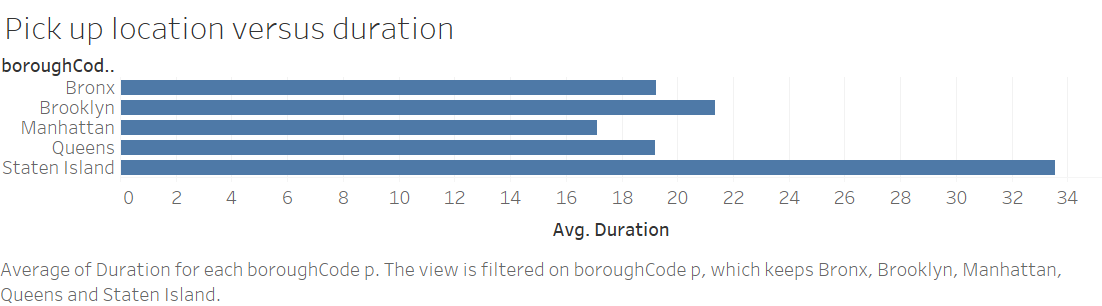 Pick up location versus duration
boroughCod..
Bronx
Brooklyn
Manhattan
Queens
Staten Island
0 2 4 6 8 10 12 14 16 18 20 22 24 26 28 30 32 34
Avg. Duration
Average of Duration for each boroughCode p. The view is filtered on boroughCode p, which keeps Bronx, Brooklyn, Manhattan,
Queens and Staten Island.